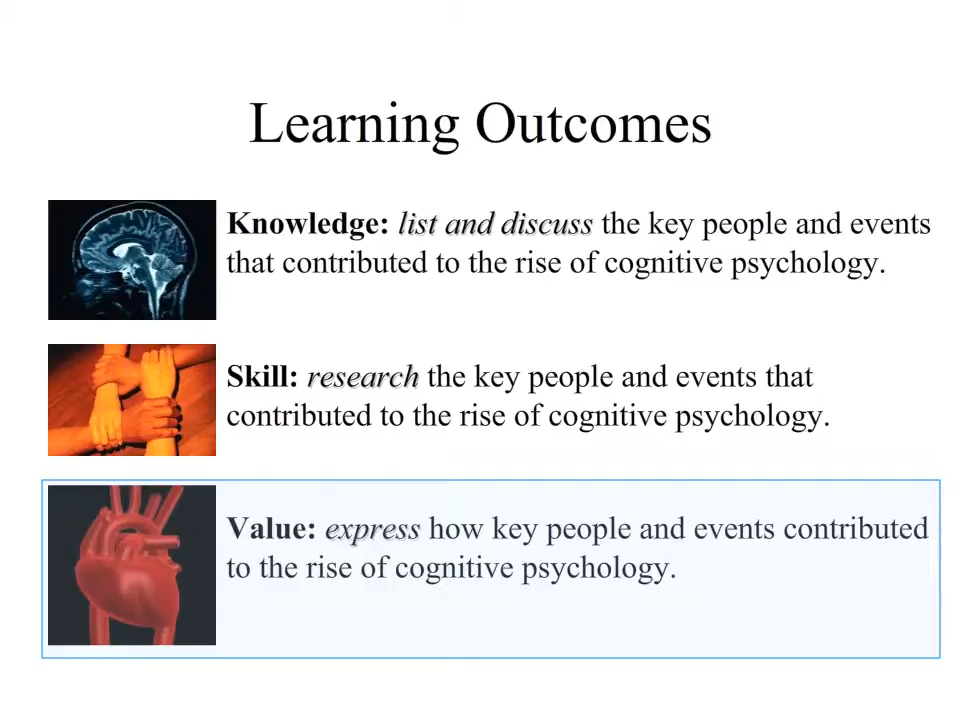 Learning Outcomes
Knowledge: list and discuss the key people and events
that contributed to the rise of cognitive psychology.
Skill: research the key people and events that
contributed to the rise of cognitive psychology.
Value: express how key people and events contributed
to the rise of cognitive psychology.